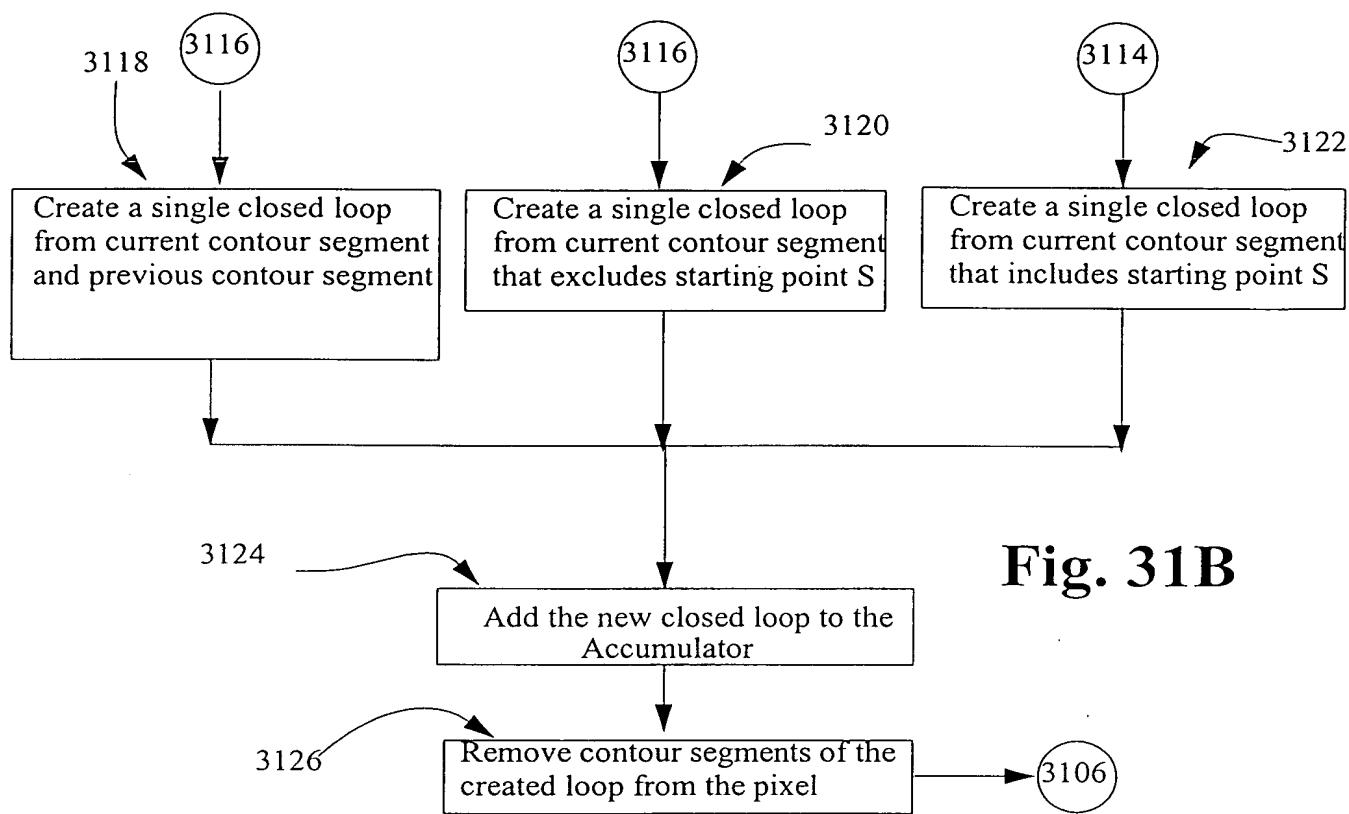 3118
3116
3116
3114
3120
3122
Create a single closed loop
from current contour segment
and previous contour segment
Create a single closed loop
from current contour segment
that excludes starting point S
Create a single closed loop
from current contour segment
that includes starting point S
3124
Fig. 31B
Add the new closed loop to the
Accumulator
3126
Remove contour segments of the
created loop from the pixel
3106